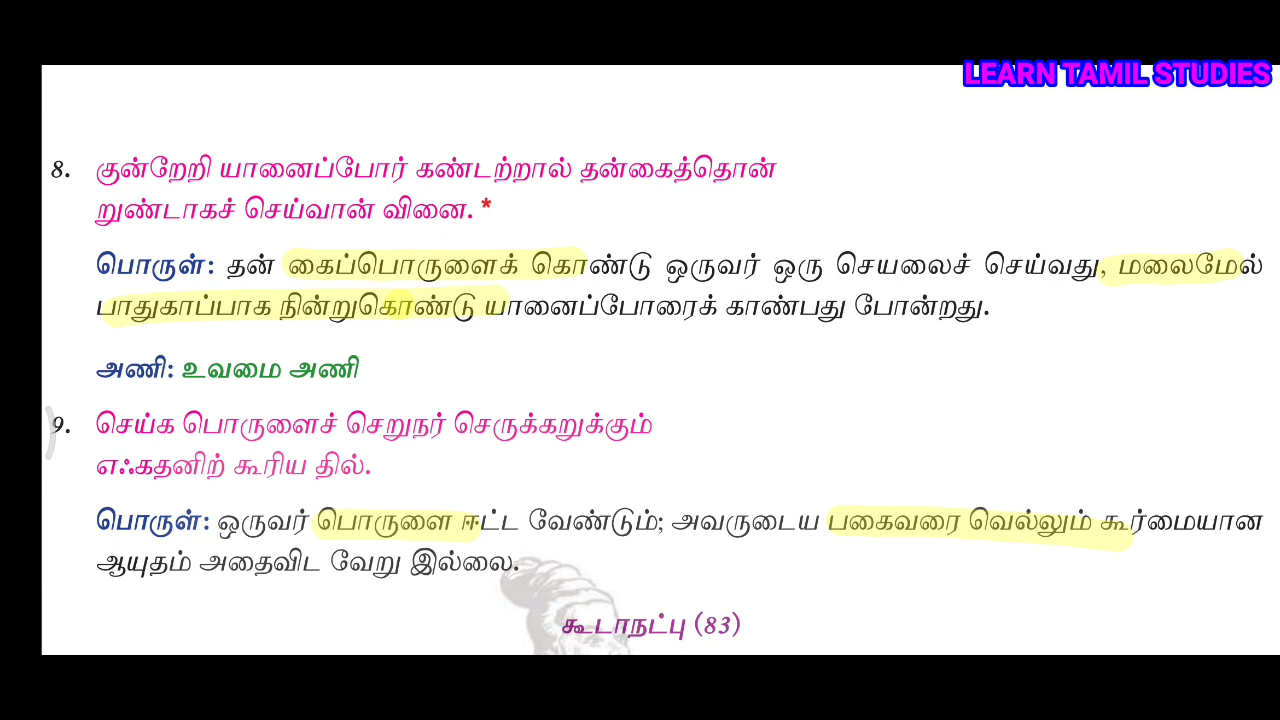 LEARN TAMIL STUDIES
8. குன்றேறி யானைப்போர் கண்டற்றால் தன்கைத்தொன்
றுண்டாகச் செய்வான் வினை. *
பொருள்: தன் கைப்பொருளைக் கொண்டு ஒருவர் ஒரு செயலைச் செய்வது, மலைமேல்
பாதுகாப்பாக நின்றுகொண்டு யானைப்போரைக் காண்பது போன்றது.
அணி: உவமை அணி
9. செய்க பொருளைச் செறுநர் செருக்கறுக்கும்
எஃகதனிற் கூரிய தில்.
பொருள்: ஒருவர் பொருளை ஈட்ட வேண்டும்; அவருடைய பகைவரை வெல்லும் கூர்மையான
ஆயுதம் அதைவிட வேறு இல்லை.
கூடாநட்பு (83)